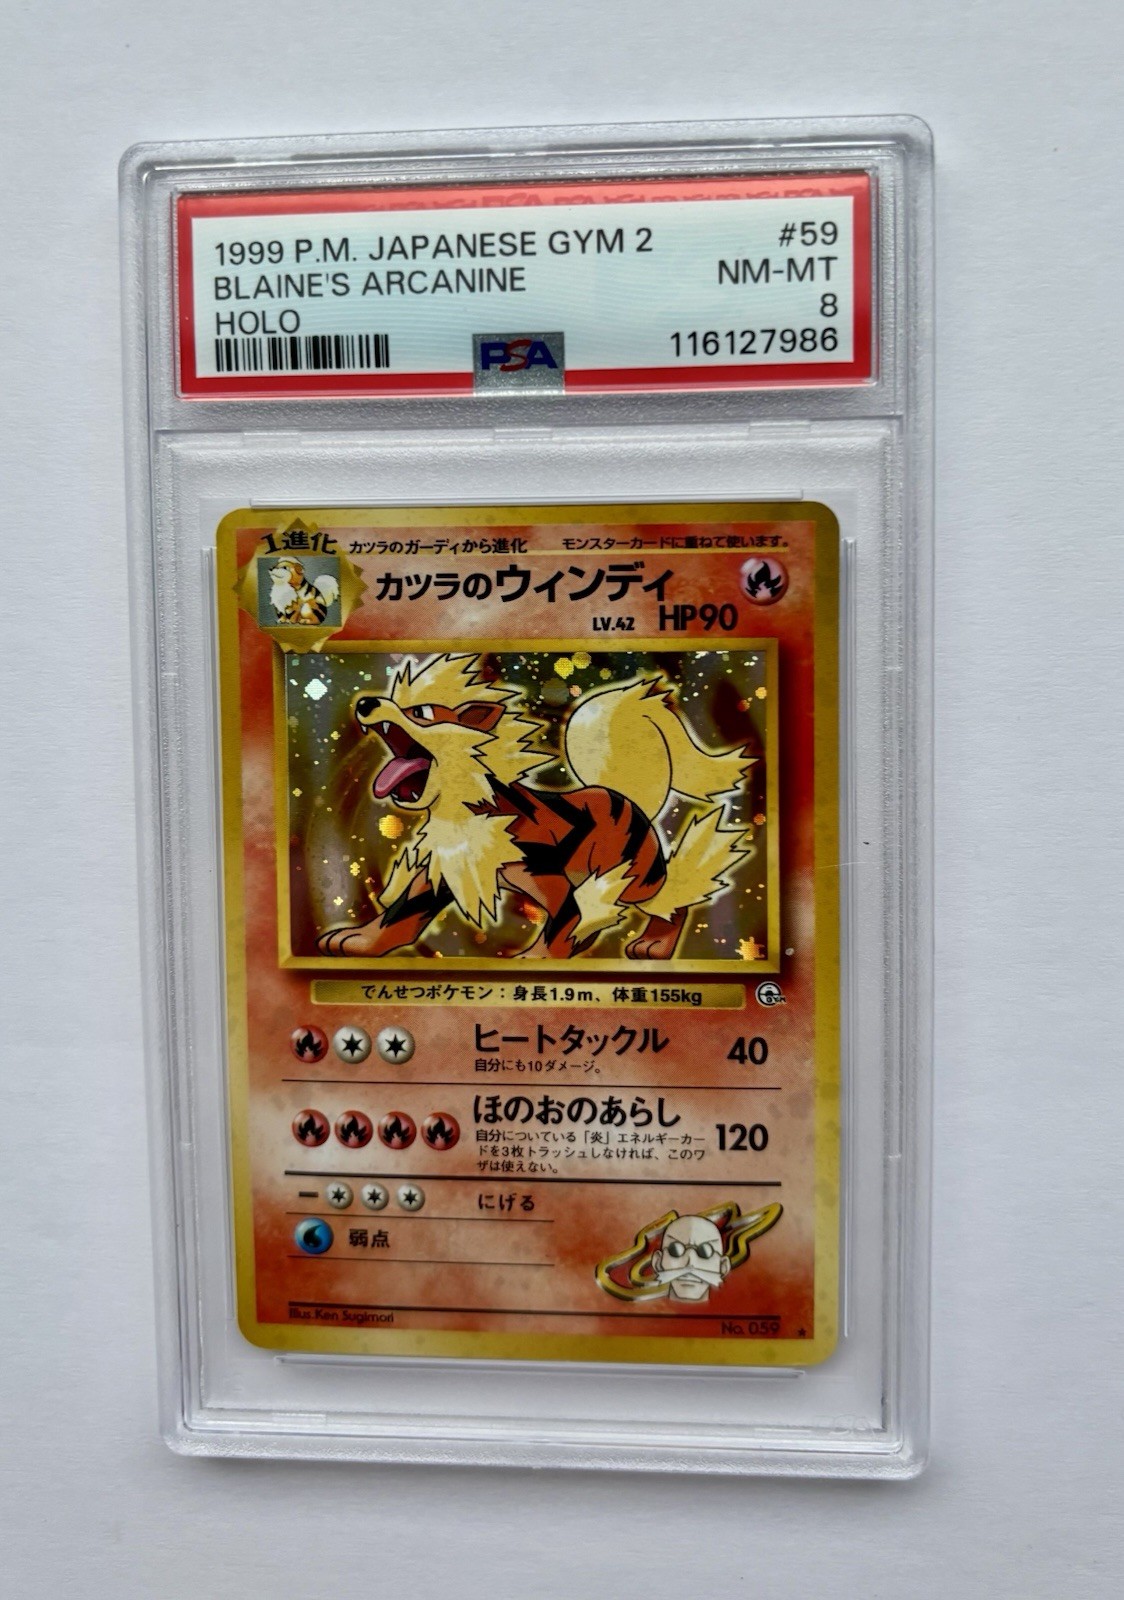 1999 P.M. JAPANESE GYM 2 #59
BLAINE'S ARCANINE NM-MT
HOLO 8
PSA 116127986
1進化 カツラのガーディから進化 モンスターカードに重ねて使います。
カツラのウィンディ
LV.42 HP90
でんせつポケモン：身長1.9m、体重155kg
GYM
ヒートタックル 40
自分にも10ダメージ。
ほのおのあらし 120
自分についている「炎」エネルギーカー
ドを3枚トラッシュしなければ、このワ
ザは使えない。
にげる
弱点
Illus.Ken Sugimori No. 059 ★